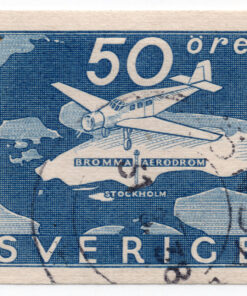 50 öre
BROMMA AERODROM
STOCKHOLM
SVERIGE